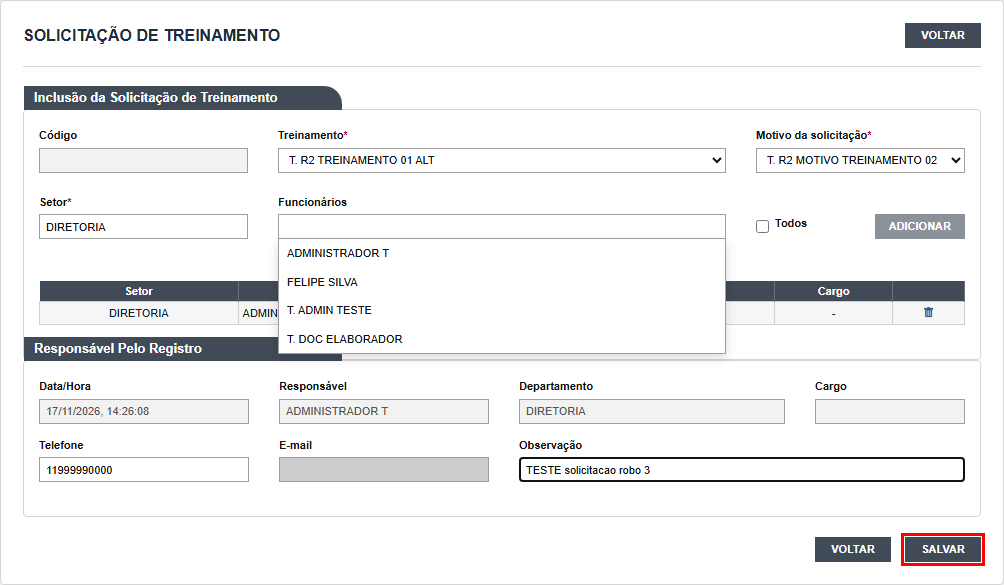 SOLICITAÇÃO DE TREINAMENTO
VOLTAR
Inclusão da Solicitação de Treinamento
Código
Treinamento*
Motivo da solicitação*
T. R2 TREINAMENTO 01 ALT
T. R2 MOTIVO TREINAMENTO 02
Setor*
Funcionários
DIRETORIA
Todos
ADICIONAR
ADMINISTRADOR T
FELIPE SILVA
T. ADMIN TESTE
T. DOC ELABORADOR
Setor
Cargo
DIRETORIA
ADMIN
-
Responsável Pelo Registro
Data/Hora
Responsável
Departamento
Cargo
17/11/2026, 14:26:08
ADMINISTRADOR T
DIRETORIA
Telefone
E-mail
Observação
11999990000
TESTE solicitacao robo 3
VOLTAR
SALVAR